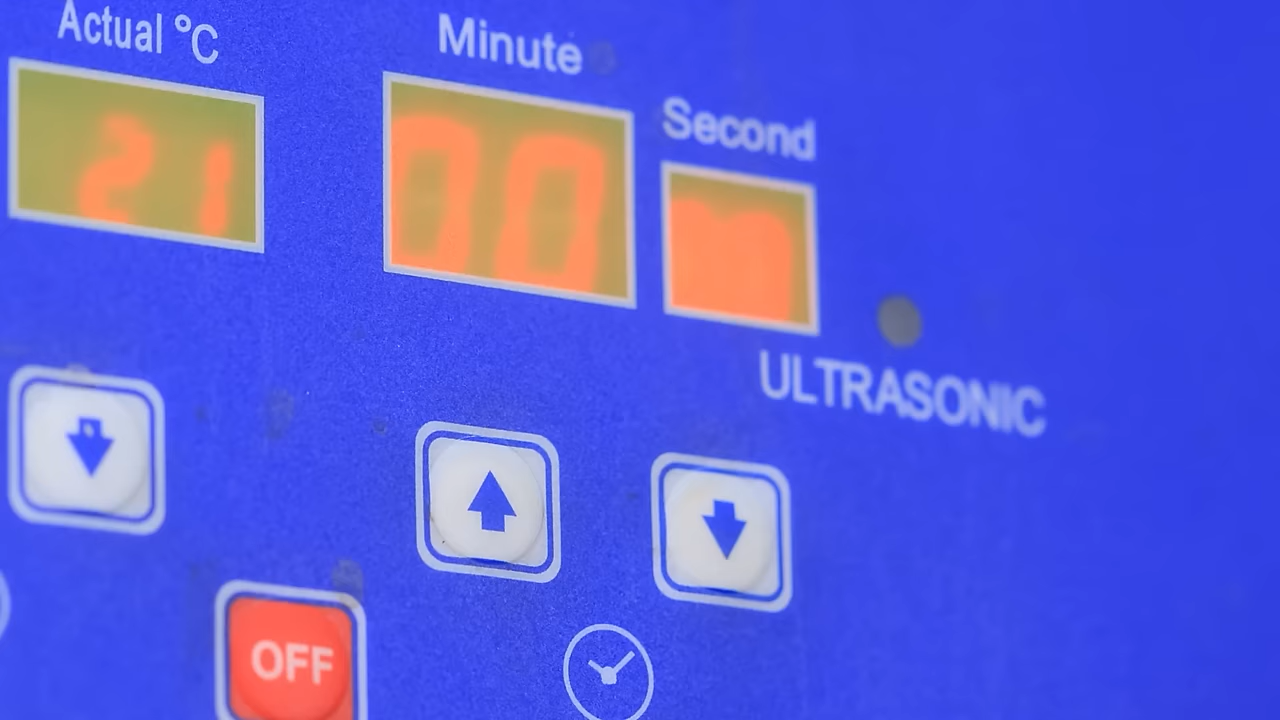 Actual °C
Minute
Second
21
00
ULTRASONIC
OFF